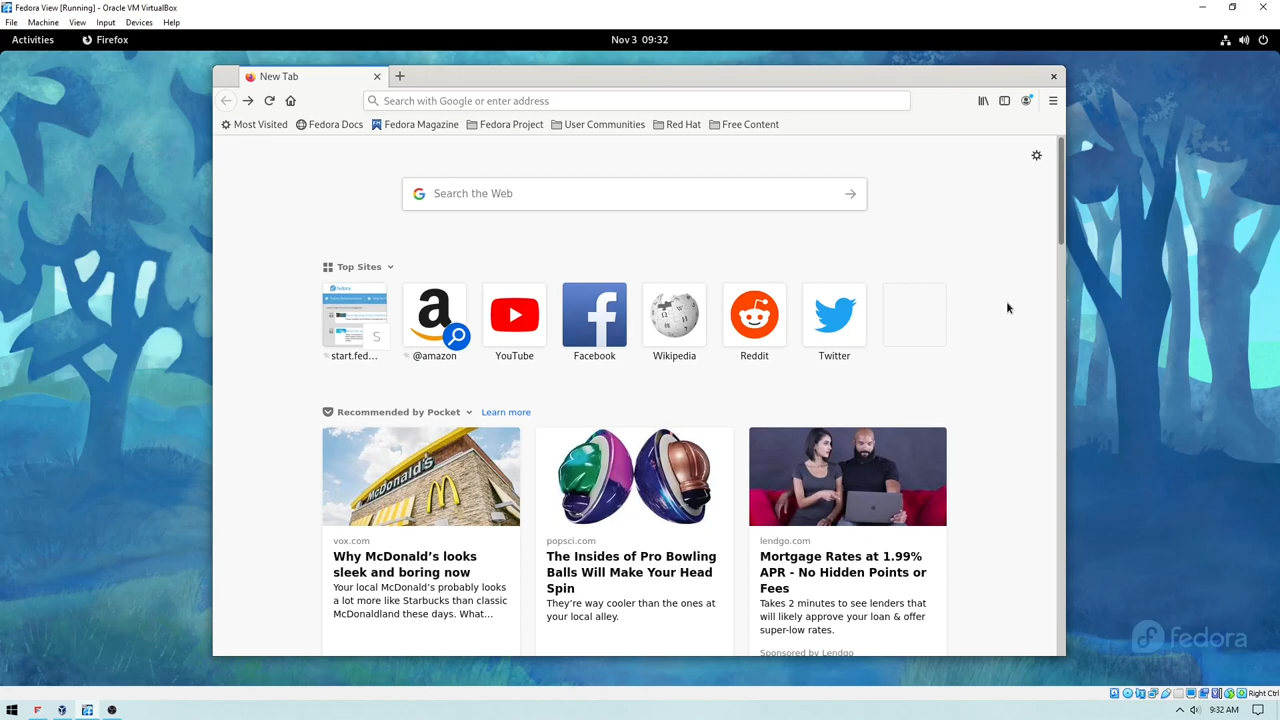 Fedora View [Running] - Oracle VM VirtualBox
File Machine View Input Devices Help
Activities Firefox Nov 3 09:32
New Tab
Search with Google or enter address
Most Visited Fedora Docs Fedora Magazine Fedora Project User Communities Red Hat Free Content
Search the Web
Top Sites
S
start.fed... @amazon YouTube Facebook Wikipedia Reddit Twitter
Recommended by Pocket Learn more
McDonald's
vox.com
Why McDonald's looks
sleek and boring now
Your local McDonald's probably looks
a lot more like Starbucks than classic
McDonaldland these days. What...
popsci.com
The Insides of Pro Bowling
Balls Will Make Your Head
Spin
They're way cooler than the ones at
your local alley.
lendgo.com
Mortgage Rates at 1.99%
APR - No Hidden Points or
Fees
Takes 2 minutes to see lenders that
will likely approve your loan & offer
super-low rates.
Sponsored by Lendgo
fedora
Right Ctrl
9:32 AM